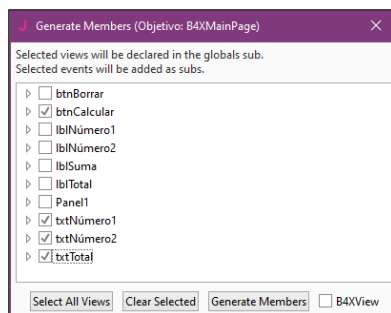 Generate Members (Objetivo: B4XMainPage)
Selected views will be declared in the globals sub.
Selected events will be added as subs.
btnBorrar
btnCalcular
lblNúmero1
lblNúmero2
lblSuma
lblTotal
Panel1
txtNúmero1
txtNúmero2
txtTotal
Select All Views Clear Selected Generate Members B4XView